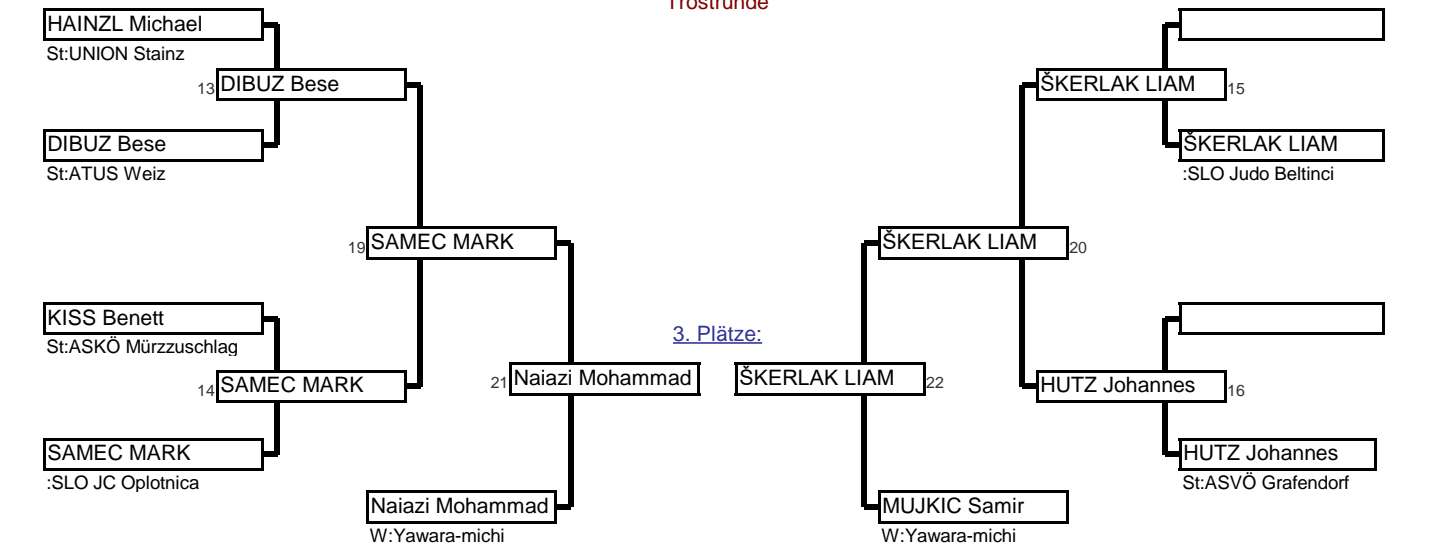 Trostrunde
HAINZL Michael
St:UNION Stainz
13 DIBUZ Bese
ŠKERLAK LIAM 15
DIBUZ Bese
St:ATUS Weiz
ŠKERLAK LIAM
:SLO Judo Beltinci
19 SAMEC MARK
ŠKERLAK LIAM 20
KISS Benett
St:ASKÖ Mürzzuschlag
3. Plätze:
14 SAMEC MARK
21 Naiazi Mohammad
ŠKERLAK LIAM 22
HUTZ Johannes 16
SAMEC MARK
:SLO JC Oplotnica
HUTZ Johannes
St:ASVÖ Grafendorf
Naiazi Mohammad
W:Yawara-michi
MUJKIC Samir
W:Yawara-michi